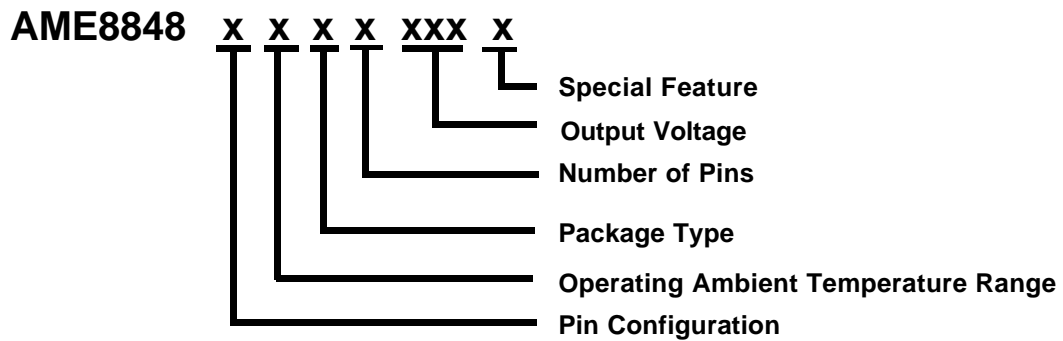 AME8848 x x x x xxx x
Special Feature
Output Voltage
Number of Pins
Package Type
Operating Ambient Temperature Range
Pin Configuration